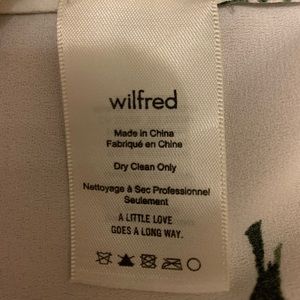 wilfred
Made in China
Fabriqué en Chine
Dry Clean Only
Nettoyage à Sec Professionnel
Seulement
A LITTLE LOVE
GOES A LONG WAY.